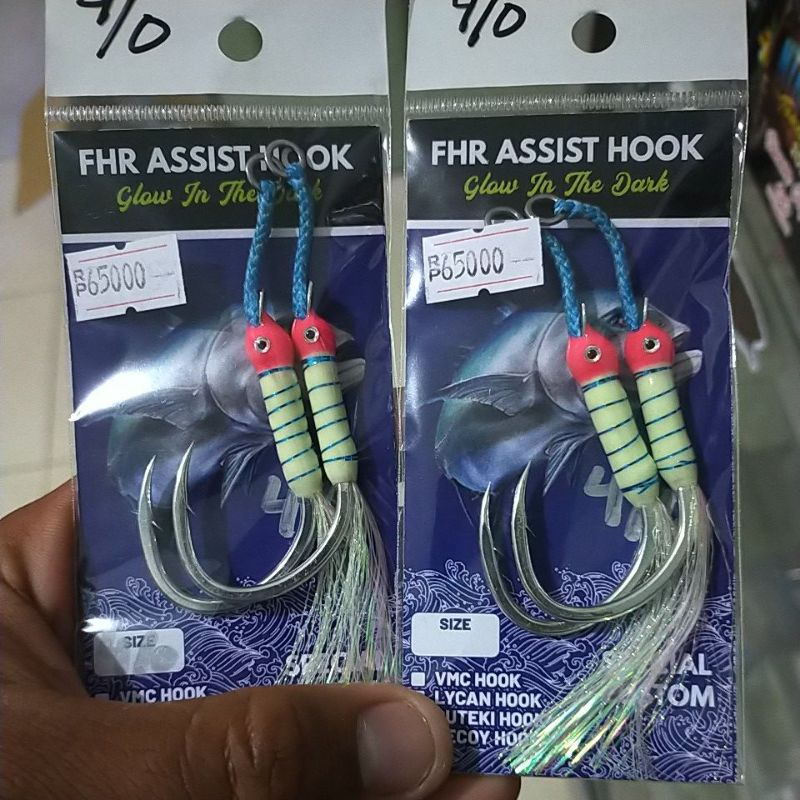 4/0
FHR ASSIST HOOK
Glow In The Dark
Rp65000
SIZE
VMC HOOK
4/0
FHR ASSIST HOOK
Glow In The Dark
Rp65000
SIZE
VMC HOOK
LYCAN HOOK